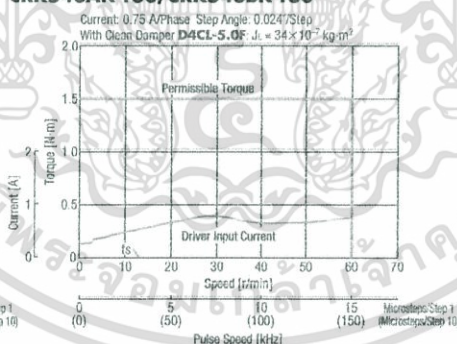 Current: 0.75 A/Phase Step Angle: 0.024°/Step
With Clean Damper D4CL-5.0F: JL = 34×10⁻⁷ kg·m²
2.0
Permissible Torque
1.5
Torque [N·m]
1.0
0.5
0
Current [A]
2
1
0
Driver Input Current
fs
0 10 20 30 40 50 60 70
Speed [r/min]
0 5 10 15 Microsteps/Step 1
(0) (50) (100) (150) (Microsteps/Step 10)
Pulse Speed [kHz]